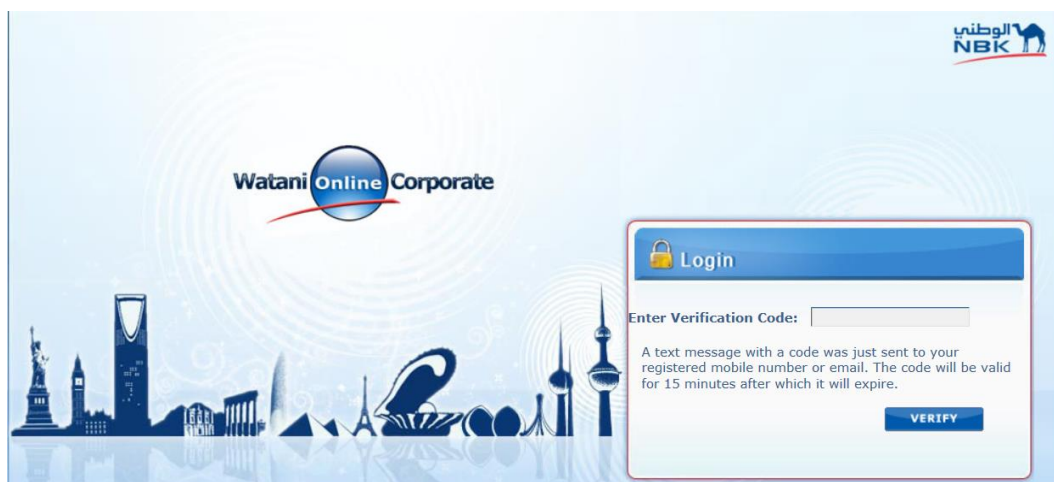 الوطني
NBK
Watani Online Corporate
Login
Enter Verification Code:
A text message with a code was just sent to your
registered mobile number or email. The code will be valid
for 15 minutes after which it will expire.
VERIFY